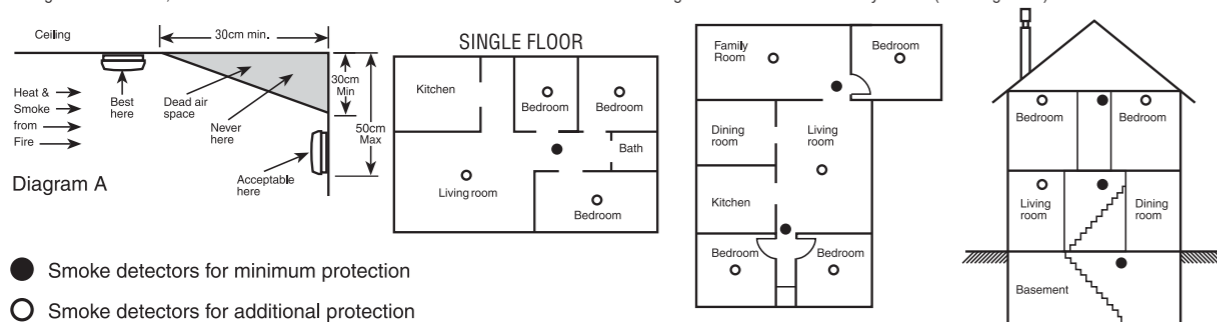 Ceiling
30cm min.
Heat &
Smoke
from
Fire
Best
here
Dead air
space
Never
here
30cm
Min
50cm
Max
Acceptable
here
Diagram A
SINGLE FLOOR
Kitchen
Bedroom
Bedroom
Bath
Living room
Bedroom
Family
Room
Bedroom
Dining
room
Living
room
Kitchen
Bedroom
Bedroom
Bedroom
Bedroom
Living
room
Dining
room
Basement
Smoke detectors for minimum protection
Smoke detectors for additional protection